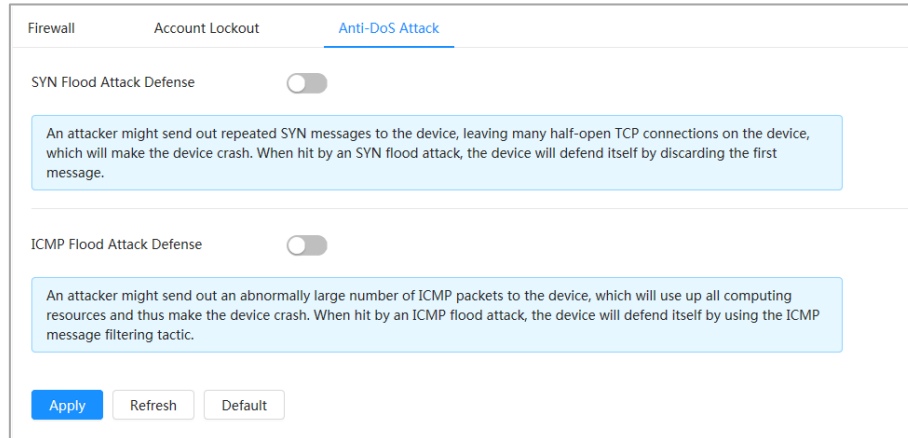 Firewall Account Lockout Anti-DoS Attack
SYN Flood Attack Defense
An attacker might send out repeated SYN messages to the device, leaving many half-open TCP connections on the device,
which will make the device crash. When hit by an SYN flood attack, the device will defend itself by discarding the first
message.
ICMP Flood Attack Defense
An attacker might send out an abnormally large number of ICMP packets to the device, which will use up all computing
resources and thus make the device crash. When hit by an ICMP flood attack, the device will defend itself by using the ICMP
message filtering tactic.
Apply Refresh Default